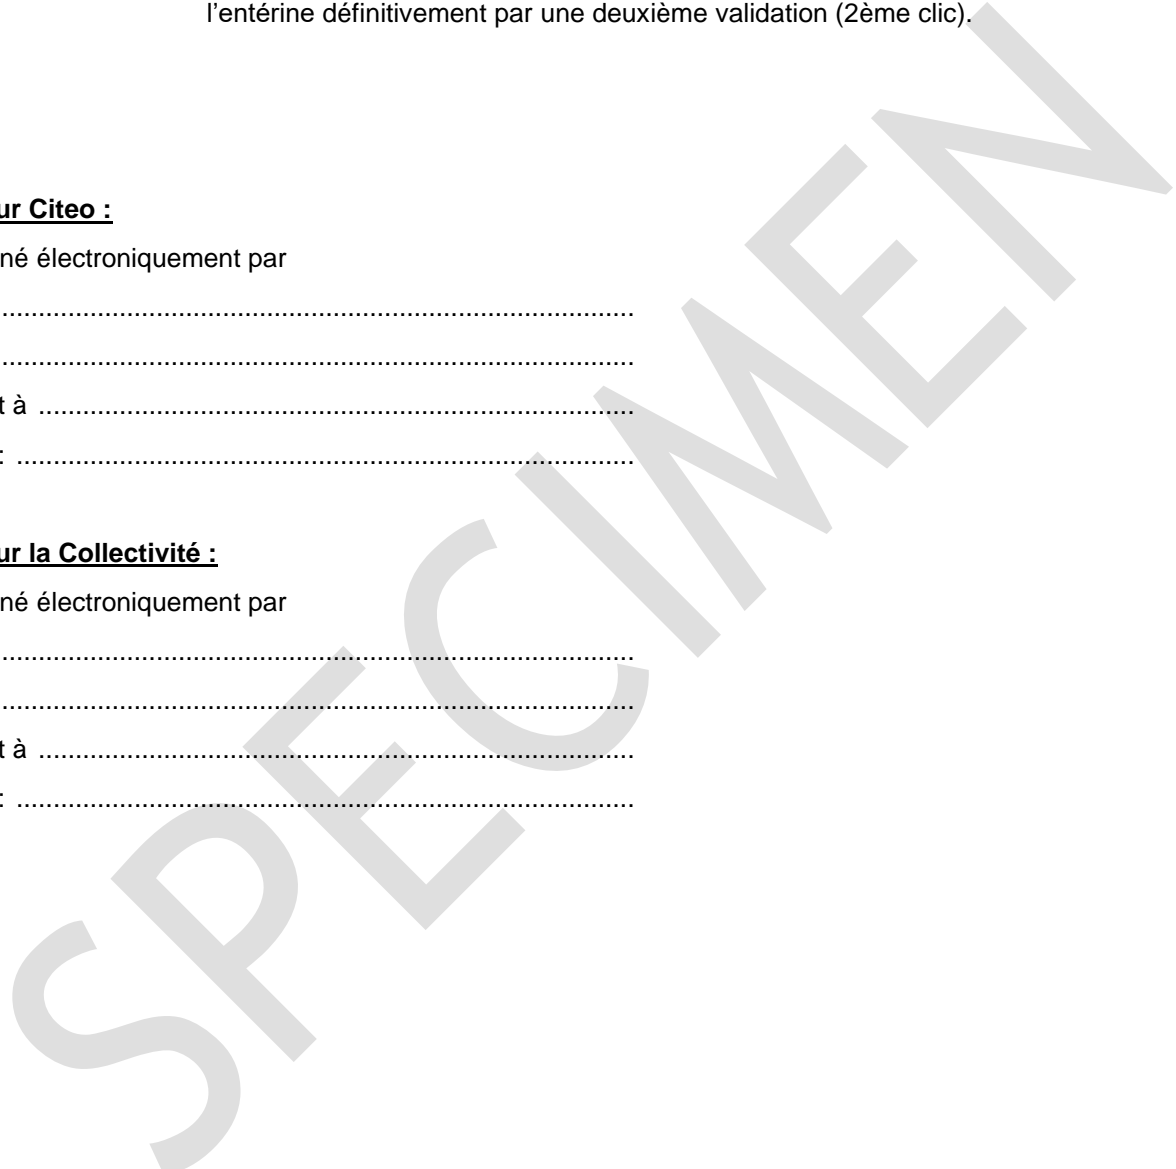 l’entérine définitivement par une deuxième validation (2ème clic).
ur Citeo :
né électroniquement par
....................................................................................
....................................................................................
t à ................................................................................
: ...................................................................................
ur la Collectivité :
né électroniquement par
....................................................................................
....................................................................................
t à ................................................................................
: ...................................................................................
SPECIMEN